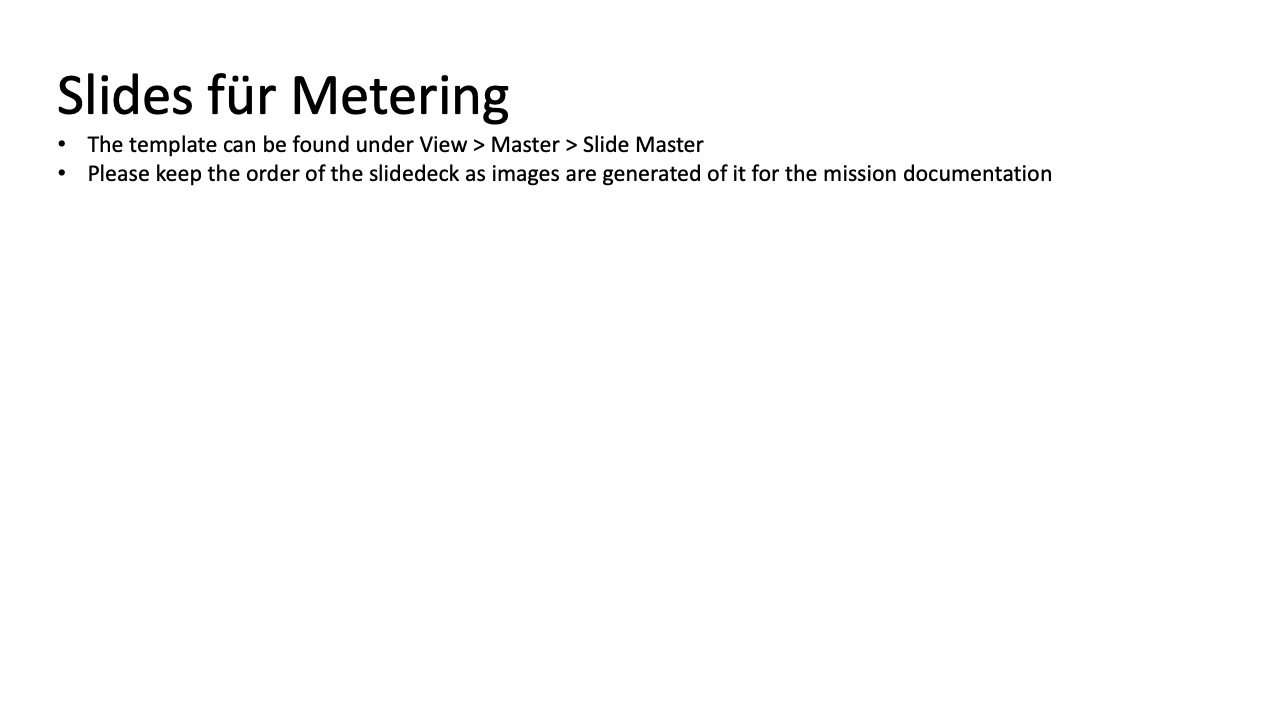 Slides für Metering
• The template can be found under View > Master > Slide Master
• Please keep the order of the slidedeck as images are generated of it for the mission documentation